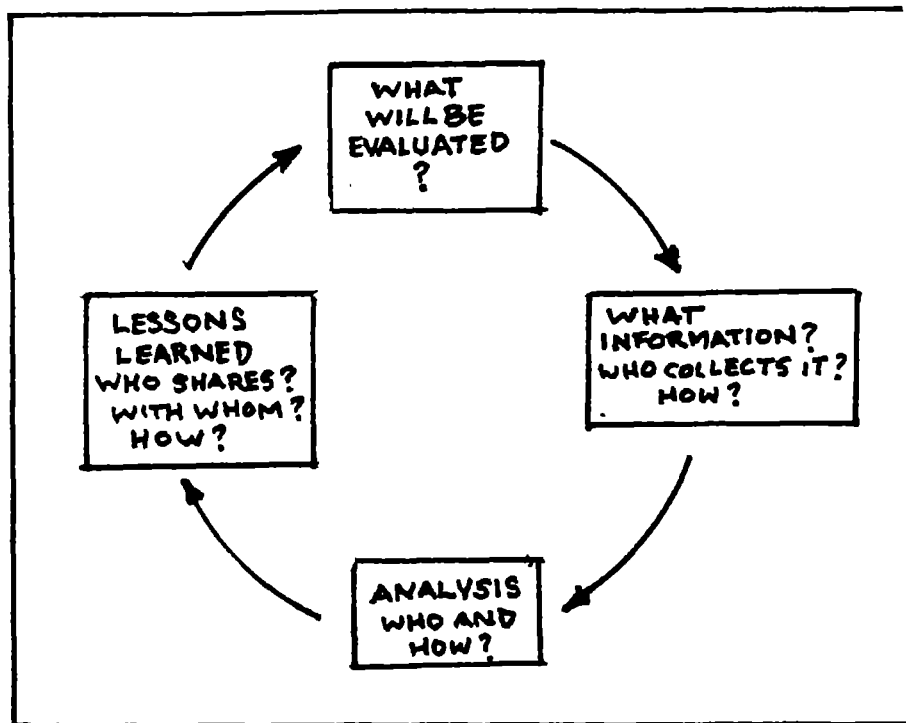 WHAT
WILL BE
EVALUATED
?
WHAT
INFORMATION?
WHO COLLECTS IT?
HOW?
ANALYSIS
WHO AND
HOW?
LESSONS
LEARNED
WHO SHARES?
WITH WHOM?
HOW?